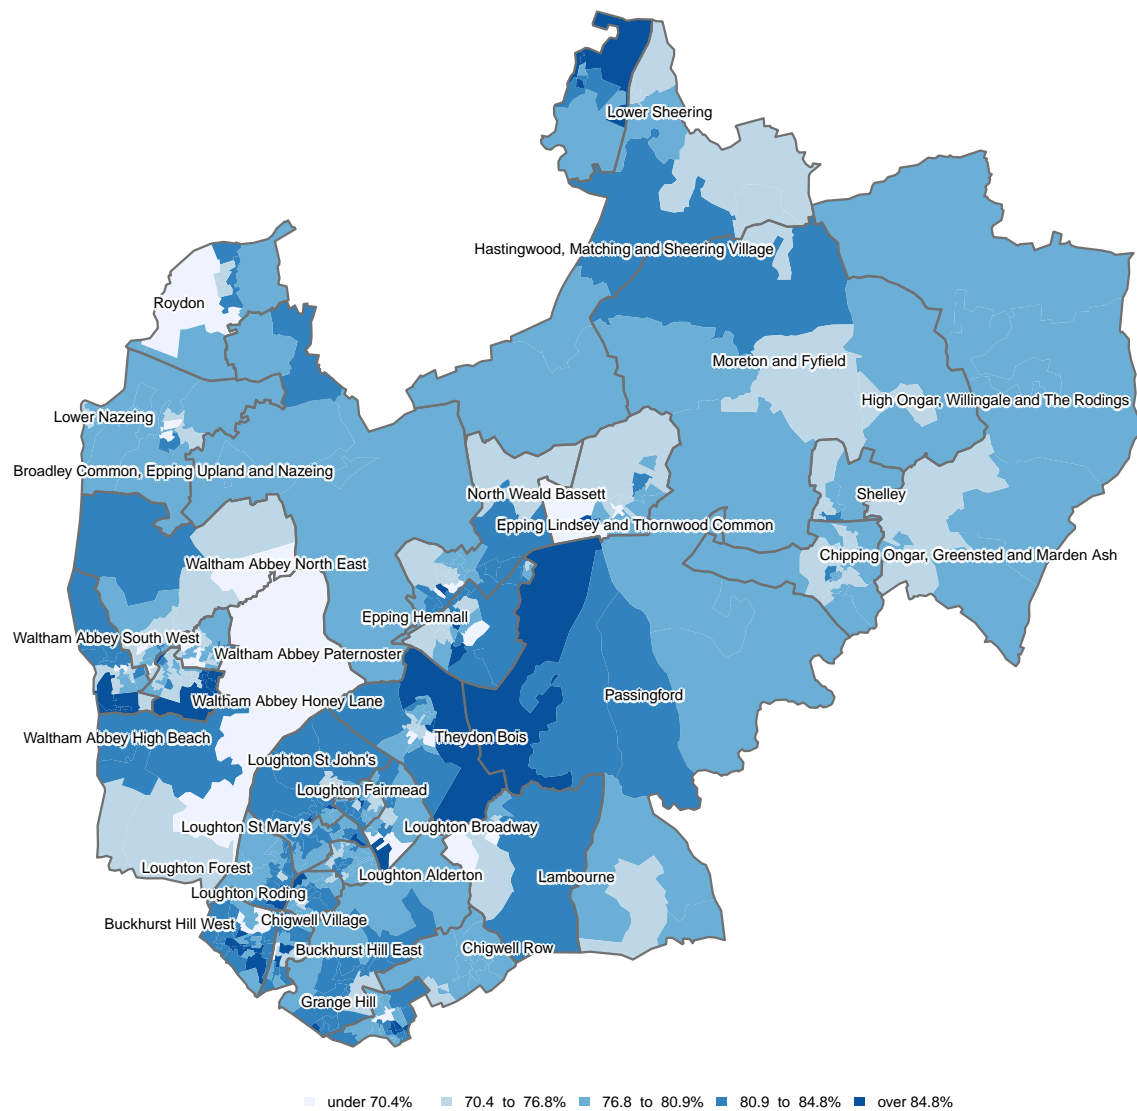 Lower Sheering
Hastingwood, Matching and Sheering Village
Roydon
Moreton and Fyfield
High Ongar, Willingale and The Rodings
Lower Nazeing
Broadley Common, Epping Upland and Nazeing
North Weald Bassett
Shelley
Epping Lindsey and Thornwood Common
Chipping Ongar, Greensted and Marden Ash
Waltham Abbey North East
Epping Hemnall
Waltham Abbey South West
Waltham Abbey Paternoster
Passingford
Waltham Abbey Honey Lane
Waltham Abbey High Beach
Theydon Bois
Loughton St John's
Loughton Fairmead
Loughton St Mary's
Loughton Broadway
Loughton Forest
Loughton Alderton
Lambourne
Loughton Roding
Buckhurst Hill West
Chigwell Village
Buckhurst Hill East
Chigwell Row
Grange Hill
under 70.4% 70.4 to 76.8% 76.8 to 80.9% 80.9 to 84.8% over 84.8%